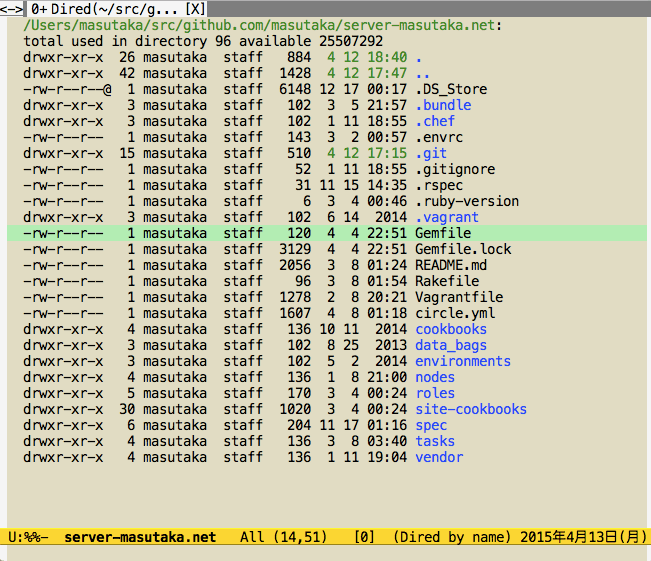 <—> 0+ Dired(~/src/g... [X]
/Users/masutaka/src/github.com/masutaka/server-masutaka.net:
total used in directory 96 available 25507292
drwxr-xr-x  26 masutaka  staff   884  4 12 18:40 .
drwxr-xr-x  42 masutaka  staff  1428  4 12 17:47 ..
-rw-r--r--@  1 masutaka  staff  6148 12 17 00:17 .DS_Store
drwxr-xr-x   3 masutaka  staff   102  3  5 21:57 .bundle
drwxr-xr-x   3 masutaka  staff   102  1 11 18:55 .chef
-rw-r--r--   1 masutaka  staff   143  3  2 00:57 .envrc
drwxr-xr-x  15 masutaka  staff   510  4 12 17:15 .git
-rw-r--r--   1 masutaka  staff    52  1 11 18:55 .gitignore
-rw-r--r--   1 masutaka  staff    31 11 15 14:35 .rspec
-rw-r--r--   1 masutaka  staff     6  3  4 00:46 .ruby-version
drwxr-xr-x   3 masutaka  staff   102  6 14  2014 .vagrant
-rw-r--r--   1 masutaka  staff   120  4  4 22:51 Gemfile
-rw-r--r--   1 masutaka  staff  3129  4  4 22:51 Gemfile.lock
-rw-r--r--   1 masutaka  staff  2056  3  8 01:24 README.md
-rw-r--r--   1 masutaka  staff    96  3  8 01:54 Rakefile
-rw-r--r--   1 masutaka  staff  1278  2  8 20:21 Vagrantfile
-rw-r--r--   1 masutaka  staff  1607  4  8 01:18 circle.yml
drwxr-xr-x   4 masutaka  staff   136 10 11  2014 cookbooks
drwxr-xr-x   3 masutaka  staff   102  8 25  2013 data_bags
drwxr-xr-x   3 masutaka  staff   102  5  2  2014 environments
drwxr-xr-x   4 masutaka  staff   136  1  8 21:00 nodes
drwxr-xr-x   5 masutaka  staff   170  3  4 00:24 roles
drwxr-xr-x  30 masutaka  staff  1020  3  4 00:24 site-cookbooks
drwxr-xr-x   6 masutaka  staff   204 11 17 01:16 spec
drwxr-xr-x   4 masutaka  staff   136  3  8 03:40 tasks
drwxr-xr-x   4 masutaka  staff   136  1 11 19:04 vendor
U:%%-  server-masutaka.net   All (14,51)   [0]  (Dired by name) 2015年4月13日(月)